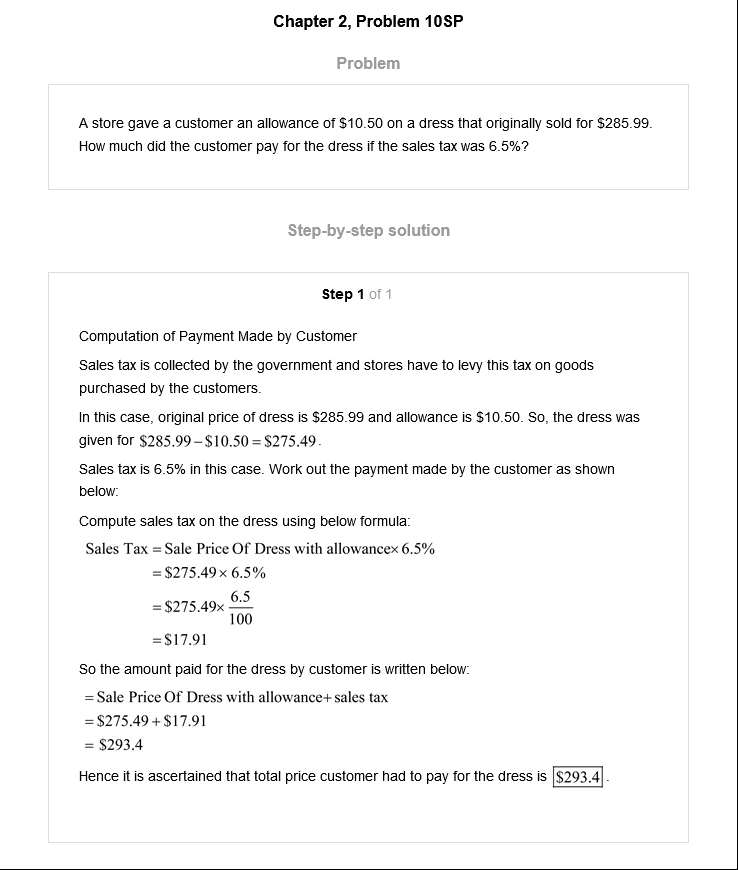 Chapter 2, Problem 10SP
Problem
A store gave a customer an allowance of $10.50 on a dress that originally sold for $285.99.
How much did the customer pay for the dress if the sales tax was 6.5%?
Step-by-step solution
Step 1 of 1
Computation of Payment Made by Customer
Sales tax is collected by the government and stores have to levy this tax on goods
purchased by the customers.
In this case, original price of dress is $285.99 and allowance is $10.50. So, the dress was
given for $285.99 – $10.50 = $275.49.
Sales tax is 6.5% in this case. Work out the payment made by the customer as shown
below:
Compute sales tax on the dress using below formula:
Sales Tax = Sale Price Of Dress with allowance× 6.5%
= $275.49 × 6.5%
= $275.49× 6.5/100
= $17.91
So the amount paid for the dress by customer is written below:
= Sale Price Of Dress with allowance+ sales tax
= $275.49 + $17.91
= $293.4
Hence it is ascertained that total price customer had to pay for the dress is $293.4.